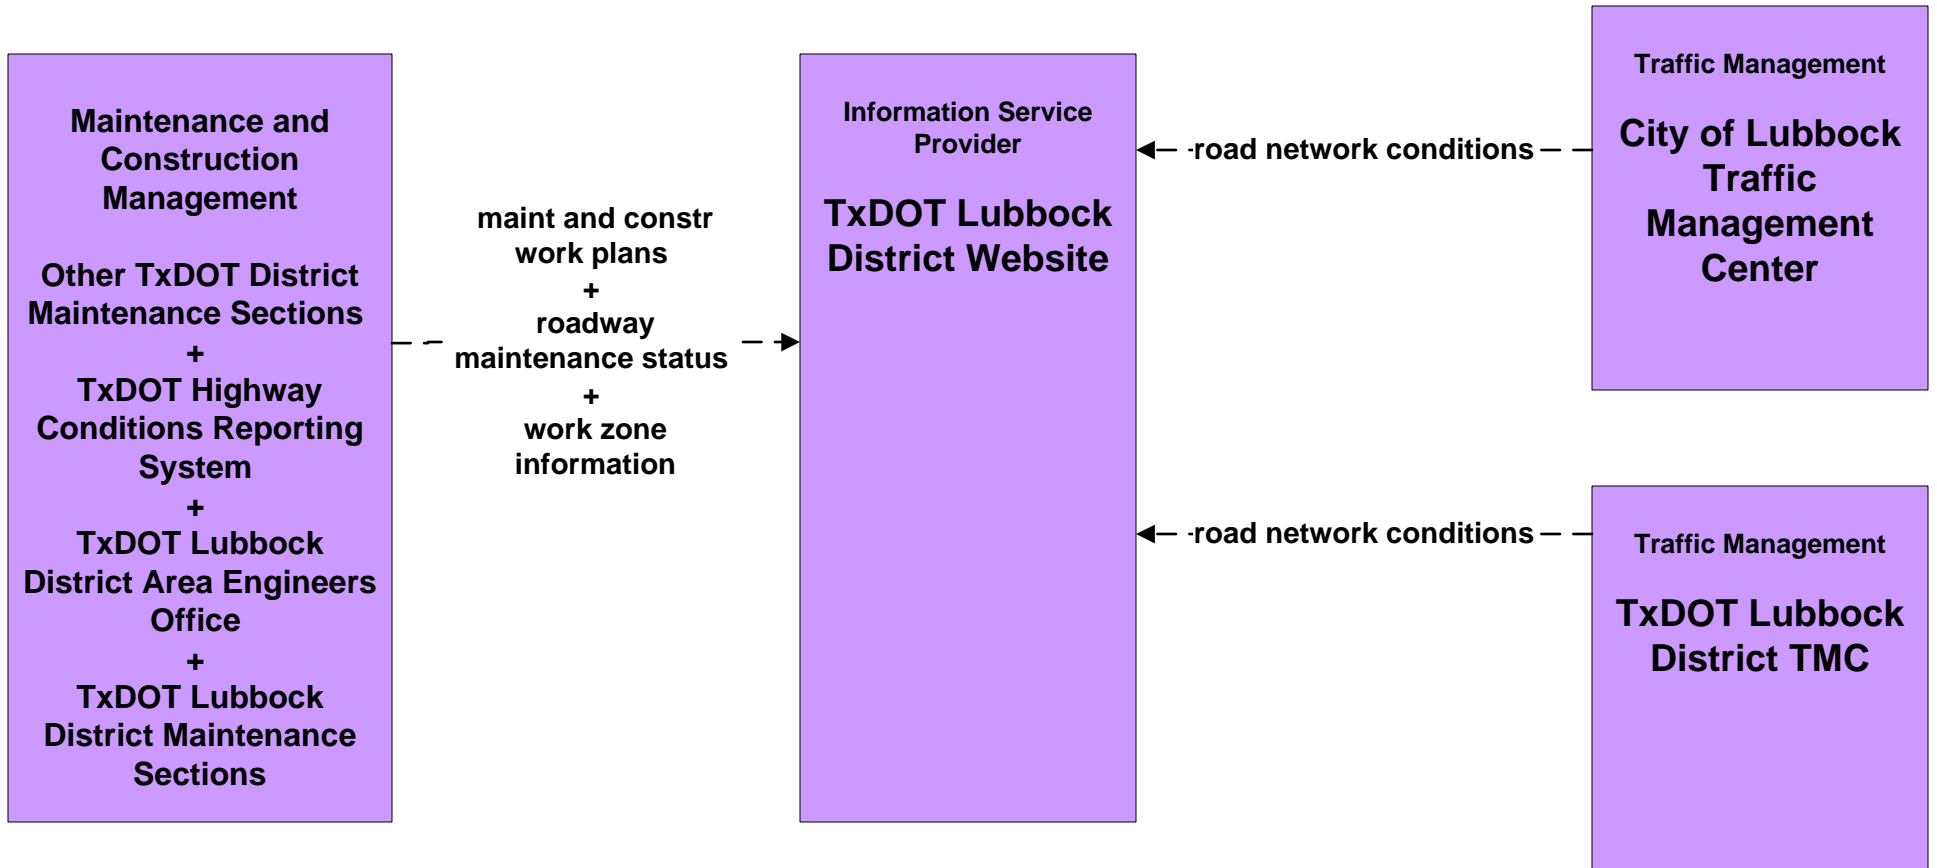 Maintenance and
Construction
Management
Other TxDOT District
Maintenance Sections
+
TxDOT Highway
Conditions Reporting
System
+
TxDOT Lubbock
District Area Engineers
Office
+
TxDOT Lubbock
District Maintenance
Sections
maint and constr
work plans
+
roadway
maintenance status
+
work zone
information
Information Service
Provider
TxDOT Lubbock
District Website
road network conditions
road network conditions
Traffic Management
City of Lubbock
Traffic
Management
Center
Traffic Management
TxDOT Lubbock
District TMC